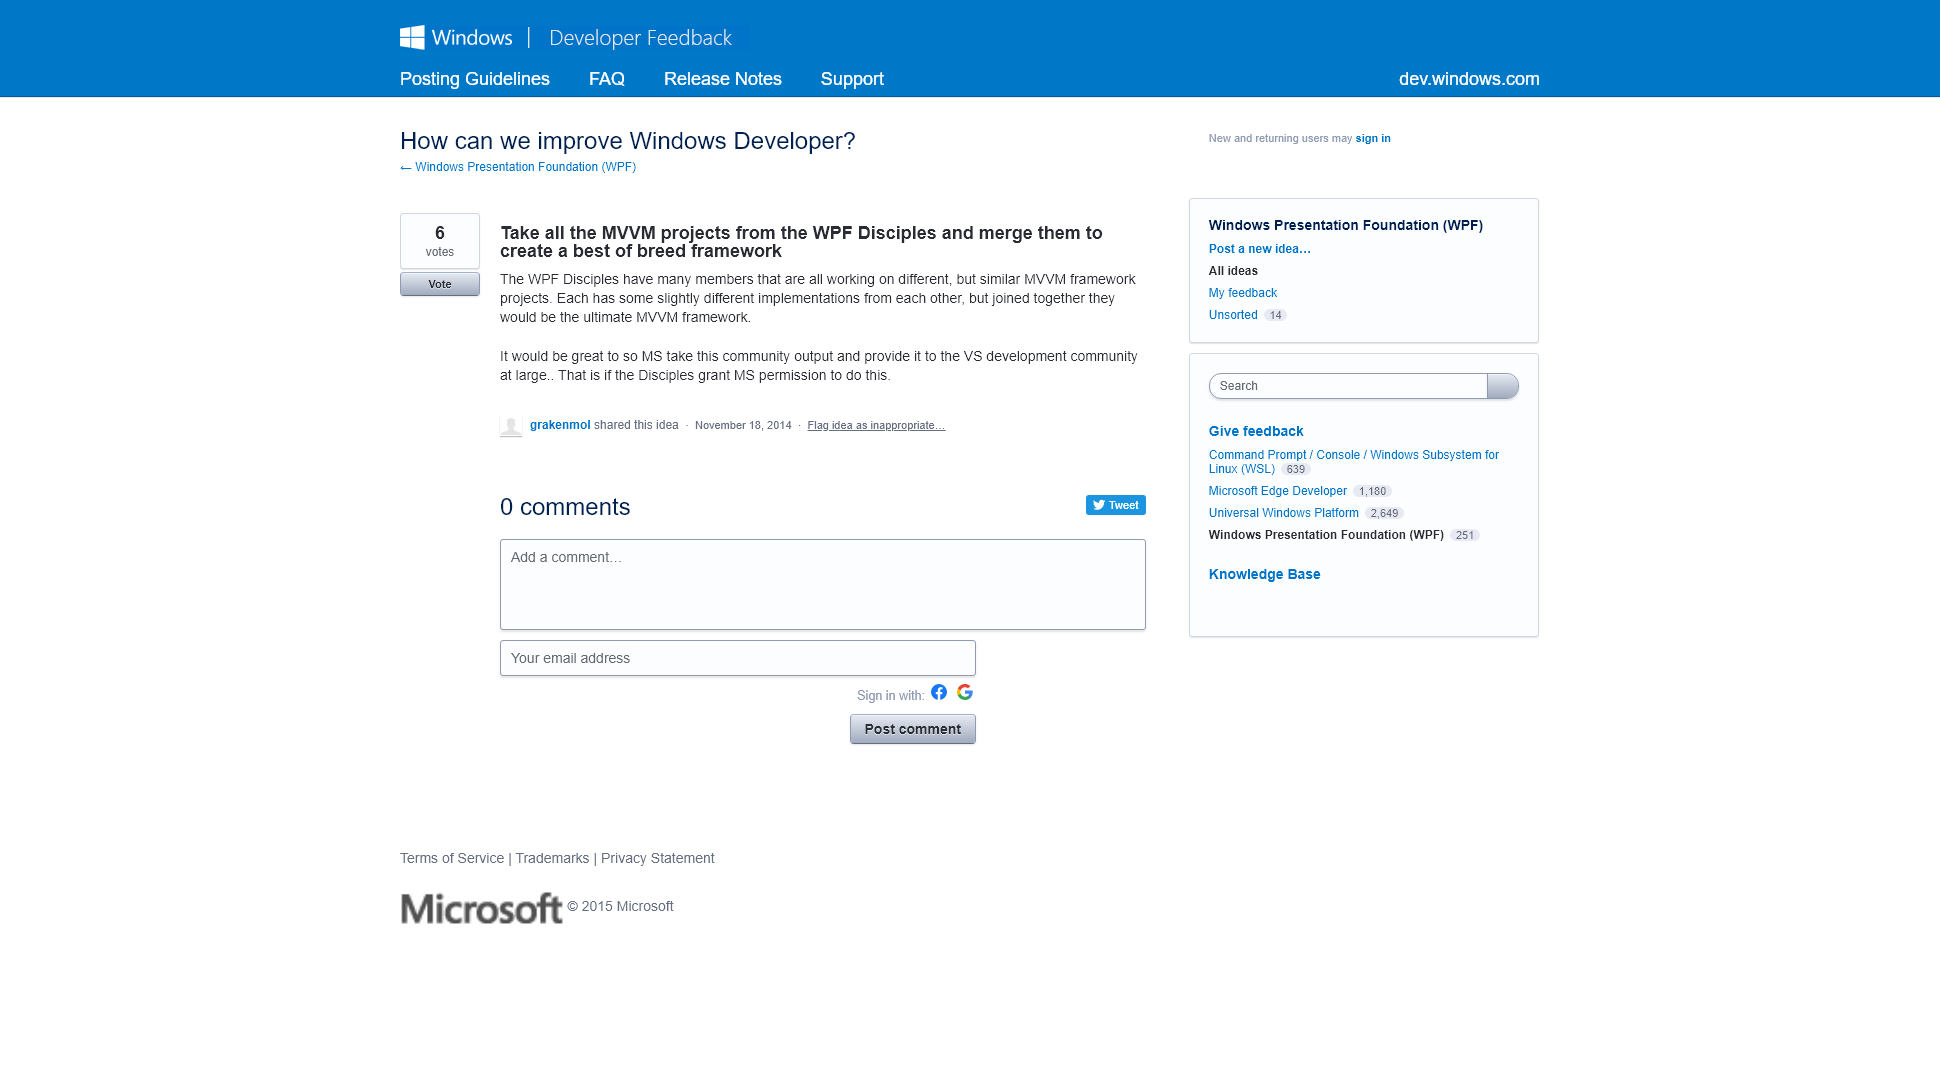 Windows | Developer Feedback
Posting Guidelines FAQ Release Notes Support dev.windows.com
How can we improve Windows Developer?
← Windows Presentation Foundation (WPF)
New and returning users may sign in
6
votes
Vote
Take all the MVVM projects from the WPF Disciples and merge them to
create a best of breed framework
The WPF Disciples have many members that are all working on different, but similar MVVM framework
projects. Each has some slightly different implementations from each other, but joined together they
would be the ultimate MVVM framework.
It would be great to so MS take this community output and provide it to the VS development community
at large.. That is if the Disciples grant MS permission to do this.
grakenmol shared this idea · November 18, 2014 · Flag idea as inappropriate…
0 comments
Tweet
Add a comment…
Your email address
Sign in with:
Post comment
Windows Presentation Foundation (WPF)
Post a new idea…
All ideas
My feedback
Unsorted 14
Search
Give feedback
Command Prompt / Console / Windows Subsystem for
Linux (WSL) 639
Microsoft Edge Developer 1,180
Universal Windows Platform 2,649
Windows Presentation Foundation (WPF) 251
Knowledge Base
Terms of Service | Trademarks | Privacy Statement
Microsoft © 2015 Microsoft